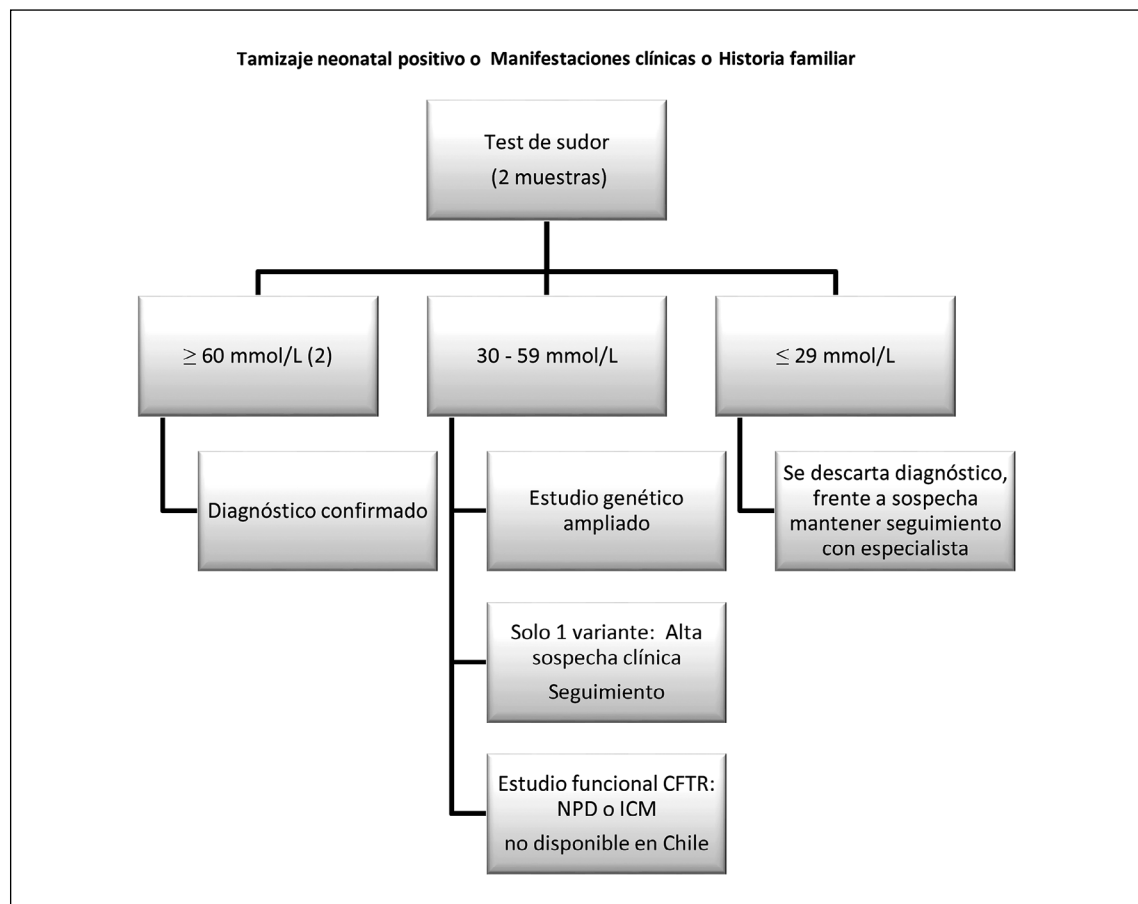 Tamizaje neonatal positivo o Manifestaciones clínicas o Historia familiar
Test de sudor
(2 muestras)
≥ 60 mmol/L (2)
30 - 59 mmol/L
≤ 29 mmol/L
Diagnóstico confirmado
Estudio genético
ampliado
Se descarta diagnóstico,
frente a sospecha
mantener seguimiento
con especialista
Solo 1 variante: Alta
sospecha clínica
Seguimiento
Estudio funcional CFTR:
NPD o ICM
no disponible en Chile